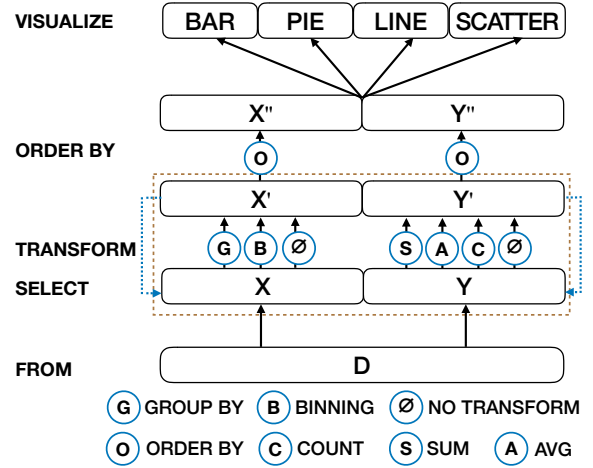 VISUALIZE BAR PIE LINE SCATTER
X" Y"
ORDER BY O O
X' Y'
TRANSFORM G B Ø S A C Ø
SELECT X Y
FROM D
G GROUP BY B BINNING Ø NO TRANSFORM
O ORDER BY C COUNT S SUM A AVG